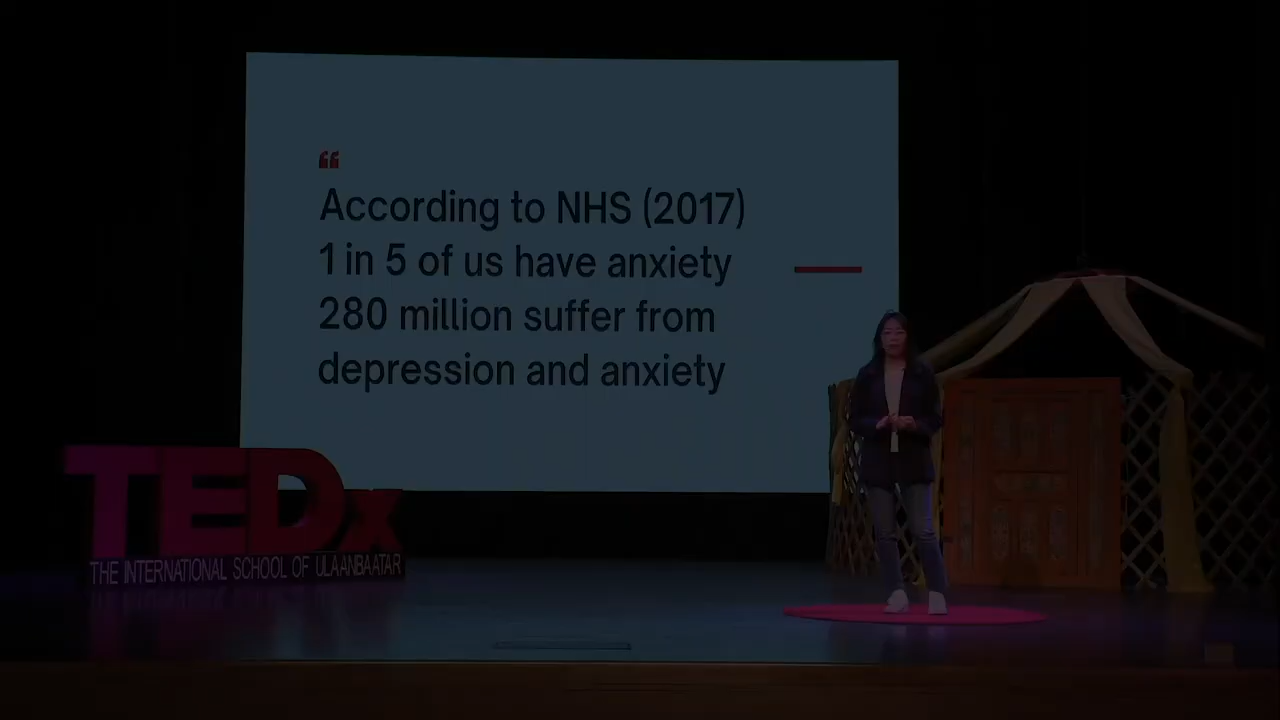 “
According to NHS (2017)
1 in 5 of us have anxiety
280 million suffer from
depression and anxiety
TEDx
THE INTERNATIONAL SCHOOL OF ULAANBAATAR